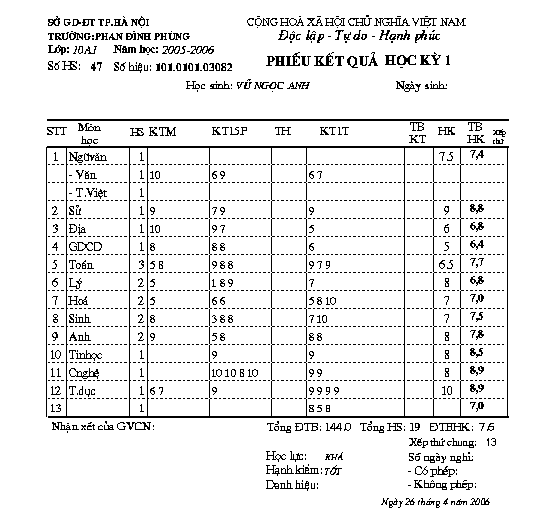 SỞ GD-ĐT TP.HÀ NỘI
TRƯỜNG:PHAN ĐÌNH PHÙNG
Lớp: 10A1 Năm học: 2005-2006
Số HS: 47 Số hiệu: 101.0101.03082
CỘNG HOÀ XÃ HỘI CHỦ NGHĨA VIỆT NAM
Độc lập - Tự do - Hạnh phúc
PHIẾU KẾT QUẢ HỌC KỲ 1
Học sinh: VŨ NGỌC ANH Ngày sinh:
STT Môn học HS KTM KT15P TH KT1T TB KT HK TB HK xếp thứ
1 Ngữ văn 1 7.5 7,4
- Văn 1 10 6 9 6 7
- T.Việt 1
2 Sử 1 9 7 9 9 9 8,8
3 Địa 1 10 9 7 5 6 6,8
4 GDCD 1 8 8 8 6 5 6,4
5 Toán 3 5 8 9 8 8 9 7 9 6.5 7,7
6 Lý 2 5 1 8 9 7 8 6,8
7 Hoá 2 5 6 6 5 8 10 7 7,0
8 Sinh 2 8 3 8 8 7 10 7 7,5
9 Anh 2 9 5 8 8 8 8 7,8
10 Tin học 1 9 9 8 8,5
11 Cnghệ 1 10 10 8 10 9 9 8 8,9
12 T.dục 1 6 7 9 9 9 9 9 10 8,9
13 1 8 5 8 7,0
Nhận xét của GVCN: Tổng ĐTB: 144.0 Tổng HS: 19 ĐTBHK: 7.6
Xếp thứ chung: 13
Học lực: KHÁ Số ngày nghỉ:
Hạnh kiểm: TỐT - Có phép:
Danh hiệu: - Không phép:
Ngày 26 tháng 4 năm 2006